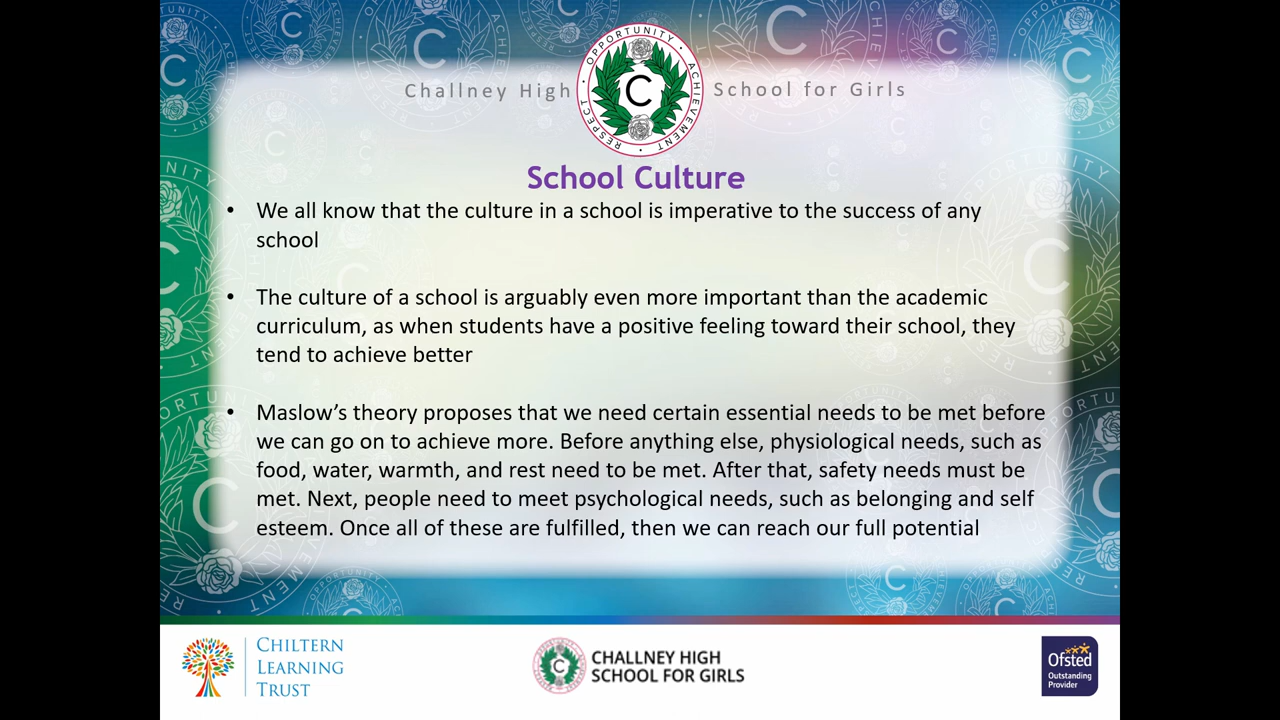 Challney High School for Girls
OPPORTUNITY · ACHIEVEMENT · RESPECT ·
C
School Culture
• We all know that the culture in a school is imperative to the success of any
school
• The culture of a school is arguably even more important than the academic
curriculum, as when students have a positive feeling toward their school, they
tend to achieve better
• Maslow’s theory proposes that we need certain essential needs to be met before
we can go on to achieve more. Before anything else, physiological needs, such as
food, water, warmth, and rest need to be met. After that, safety needs must be
met. Next, people need to meet psychological needs, such as belonging and self
esteem. Once all of these are fulfilled, then we can reach our full potential
CHILTERN
LEARNING
TRUST
C
CHALLNEY HIGH
SCHOOL FOR GIRLS
Ofsted
Outstanding
Provider